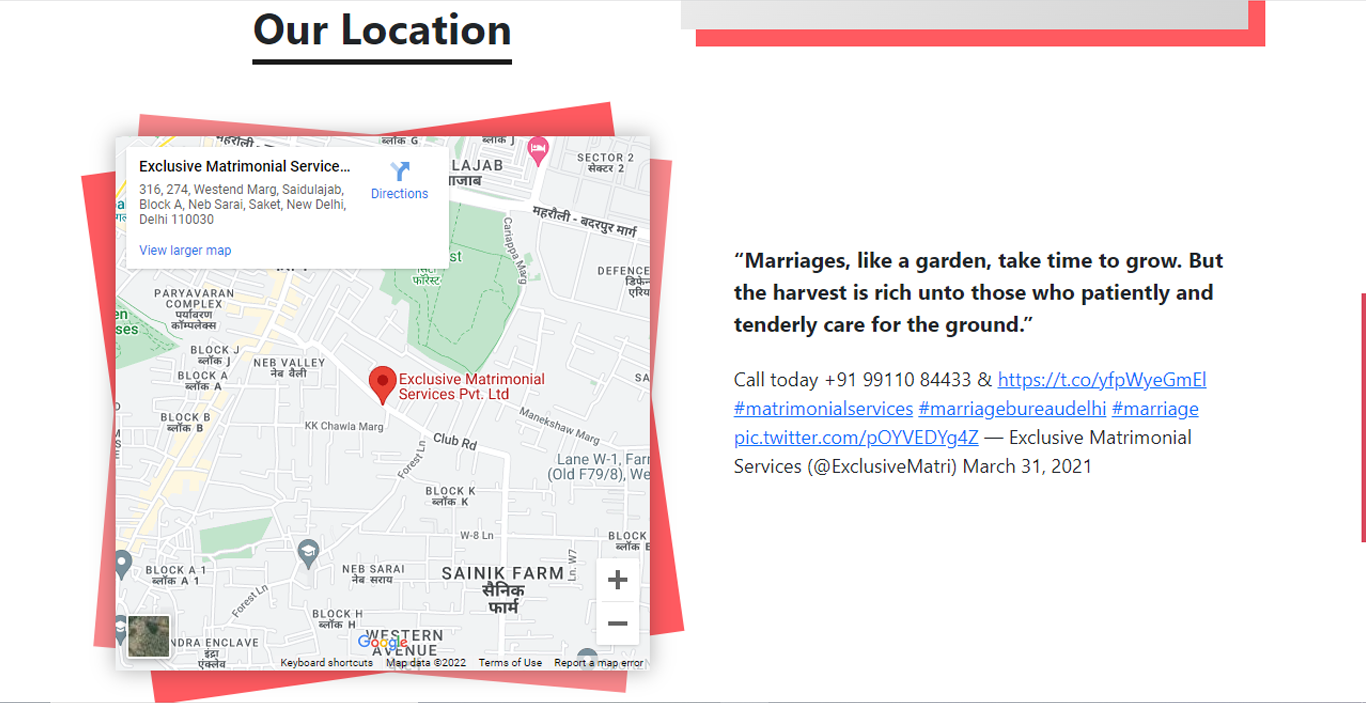 Our Location
Exclusive Matrimonial Service...
316, 274, Westend Marg, Saidulajab,
Block A, Neb Sarai, Saket, New Delhi,
Delhi 110030
Directions
View larger map
ब्लॉक G
ब्लॉक J
LAJAB
SECTOR 2
सेक्टर 2
महरौली - बदरपुर मार्ग
Cariappa Marg
सिटी
फॉरेस्ट
DEFENCE
PARYAVARAN
COMPLEX
पर्यावरण
कॉम्पलेक्स
BLOCK J
ब्लॉक J
NEB VALLEY
नेब वैली
BLOCK A
ब्लॉक A
Exclusive Matrimonial
Services Pvt. Ltd
BLOCK B
ब्लॉक B
KK Chawla Marg
Manekshaw Marg
Club Rd
Forest Ln
Lane W-1, Farm
(Old F79/8), We
BLOCK K
ब्लॉक K
W-8 Ln
Ln. W7
BLOCK
ब्लॉक
BLOCK A 1
ब्लॉक A 1
NEB SARAI
नेब सराय
SAINIK FARM
सैनिक
फार्म
Forest Ln
BLOCK H
ब्लॉक H
WESTERN
AVENUE
NDRA ENCLAVE
इंद्रा
एंक्लेव
Google
Keyboard shortcuts Map data ©2022 Terms of Use Report a map error
“Marriages, like a garden, take time to grow. But
the harvest is rich unto those who patiently and
tenderly care for the ground.”
Call today +91 99110 84433 & https://t.co/yfpWyeGmEl
#matrimonialservices #marriagebureaudelhi #marriage
pic.twitter.com/pOYVEDYg4Z — Exclusive Matrimonial
Services (@ExclusiveMatri) March 31, 2021